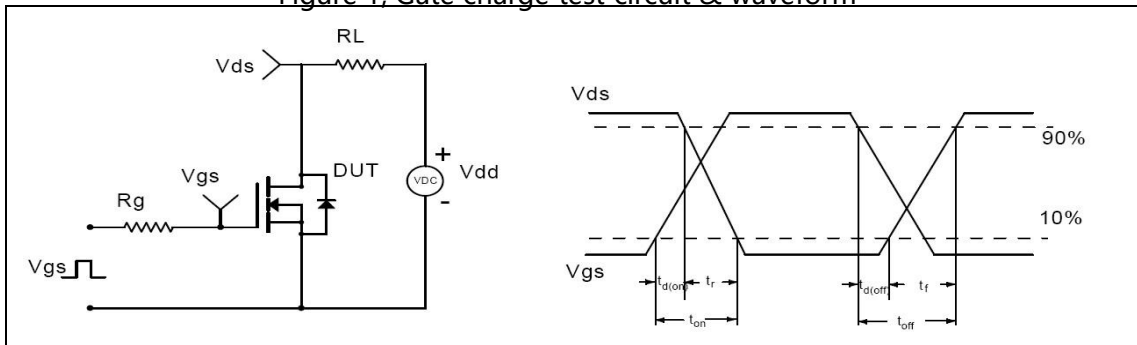 Figure 1, Gate charge test circuit & waveform
RL
Vds
Vds
90%
+
Vdd
VDC
-
DUT
Vgs
Rg
10%
Vgs
Vgs
td(on)
tr
td(off)
tf
ton
toff